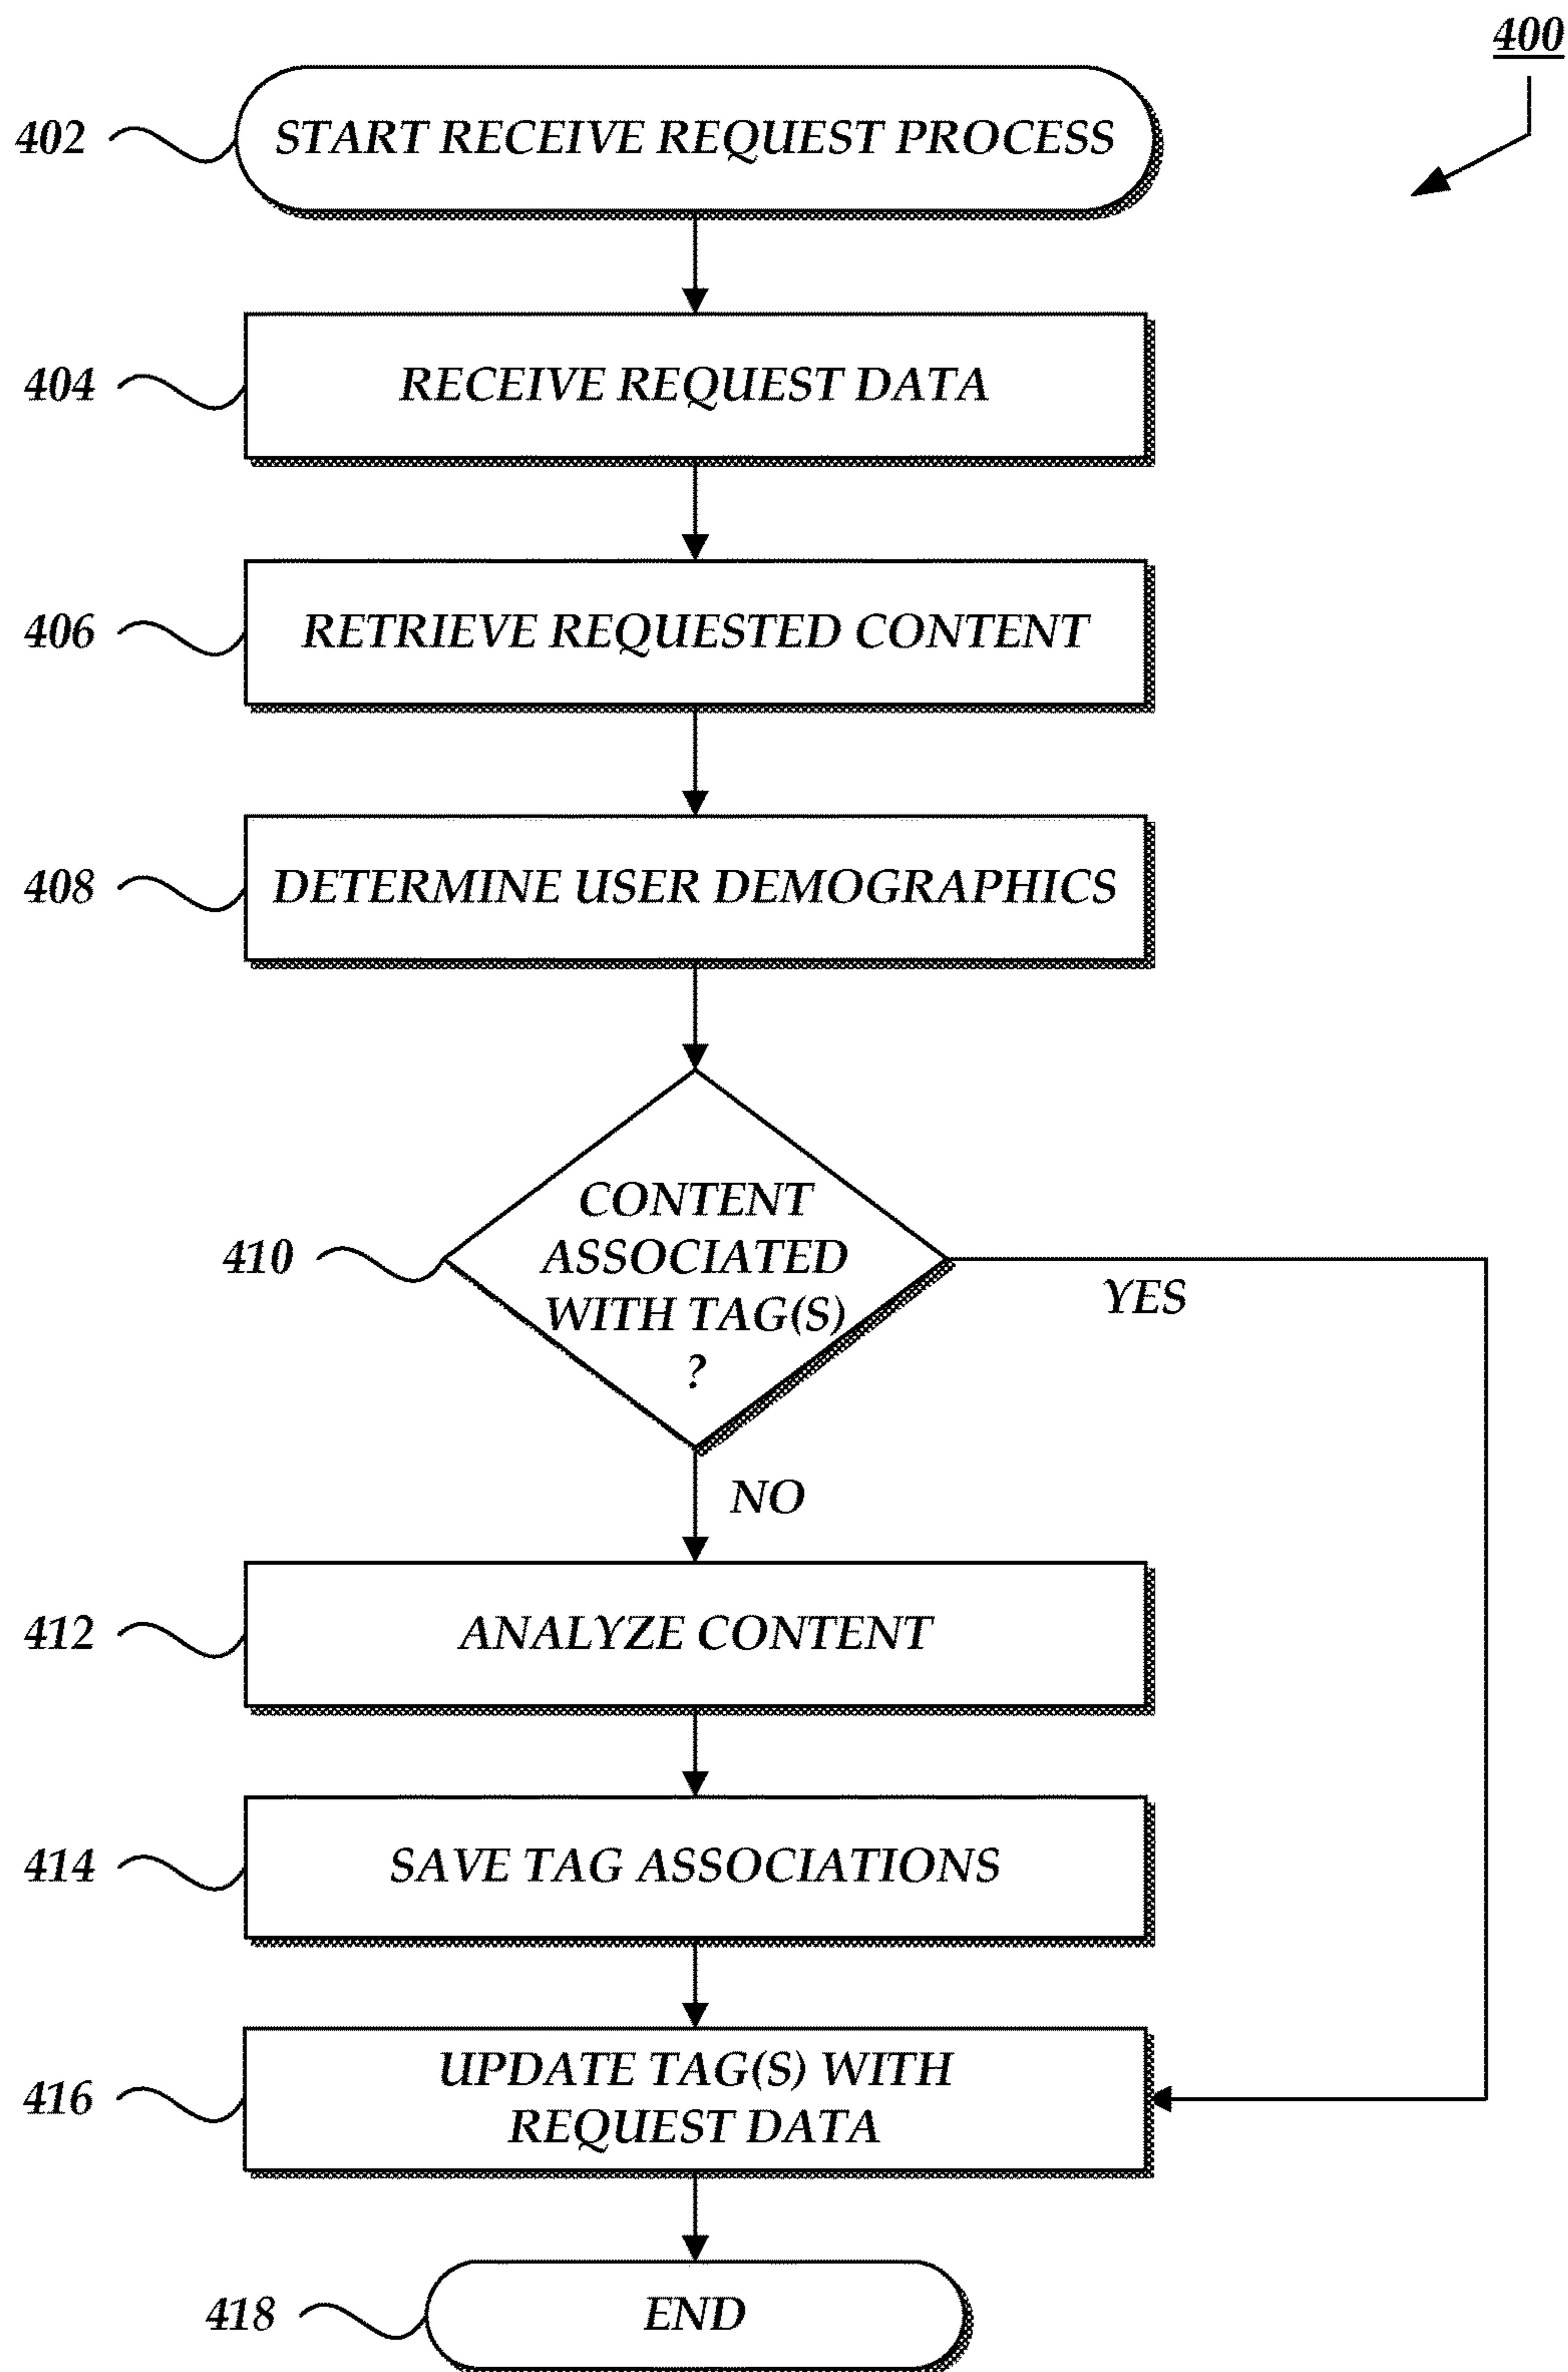 400
402 START RECEIVE REQUEST PROCESS
404 RECEIVE REQUEST DATA
406 RETRIEVE REQUESTED CONTENT
408 DETERMINE USER DEMOGRAPHICS
CONTENT
410 ASSOCIATED
WITH TAG(S)
YES
?
NO
412 ANALYZE CONTENT
414 SAVE TAG ASSOCIATIONS
416 UPDATE TAG(S) WITH
REQUEST DATA
418 END